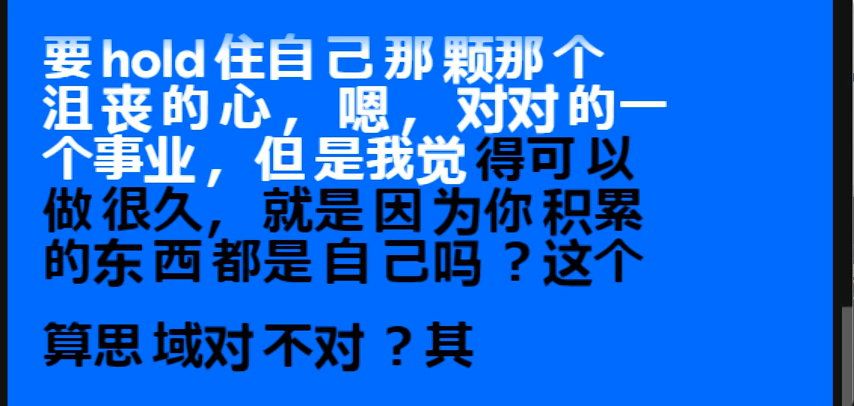 要hold住自己那颗那个
沮丧的心，嗯，对对的一
个事业，但是我觉得可以
做很久，就是因为你积累
的东西都是自己吗？这个
算思域对不对？其